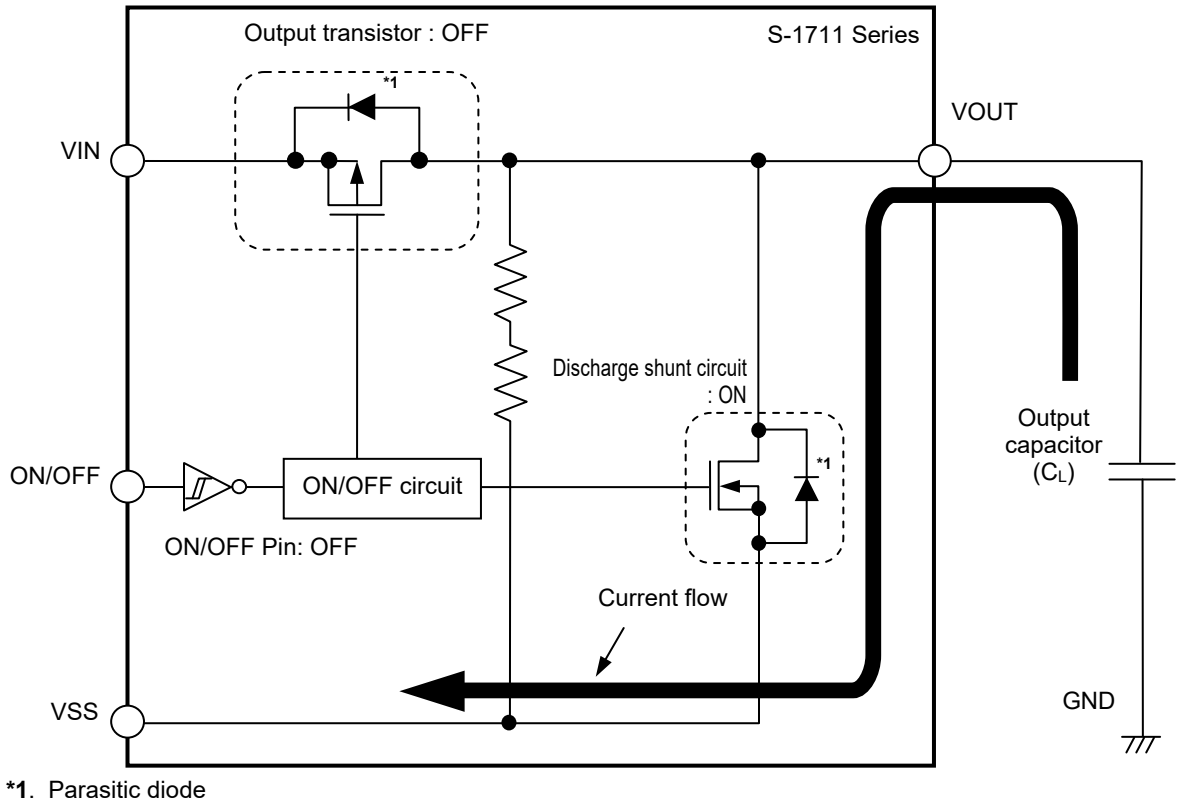 Output transistor : OFF
S-1711 Series
*1
VOUT
VIN
Discharge shunt circuit
: ON
Output
capacitor
(CL)
ON/OFF
ON/OFF circuit
*1
ON/OFF Pin: OFF
Current flow
VSS
GND
*1. Parasitic diode